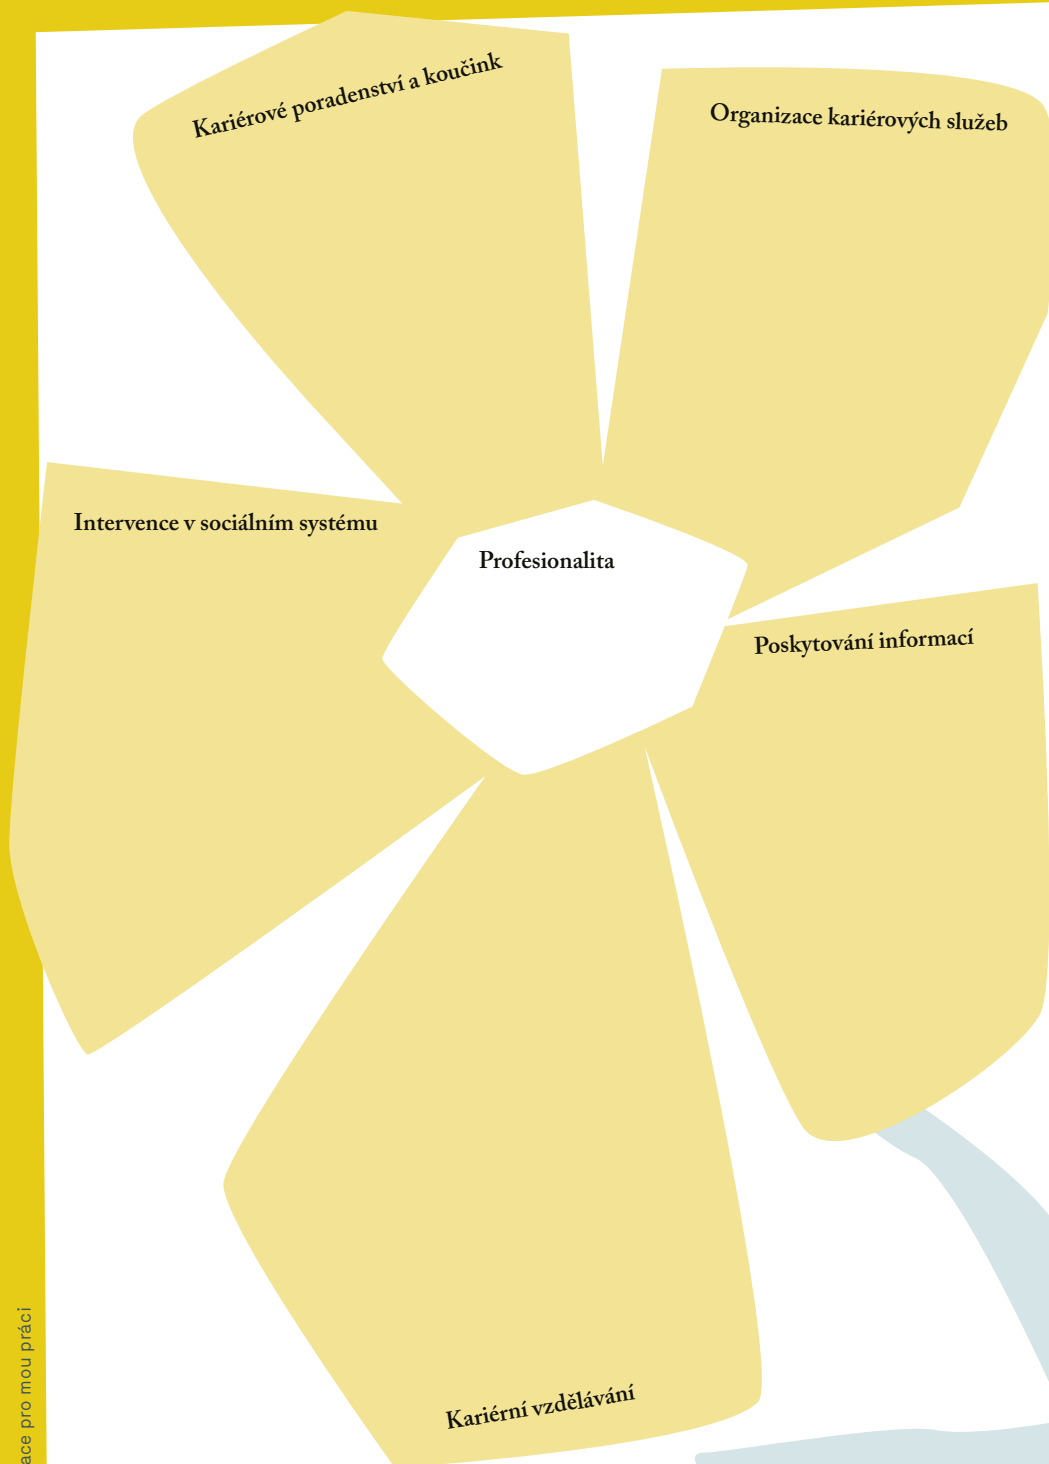 Kariérové poradenství a koučink
Organizace kariérových služeb
Intervence v sociálním systému
Profesionalita
Poskytování informací
Kariérní vzdělávání
ace pro mou práci